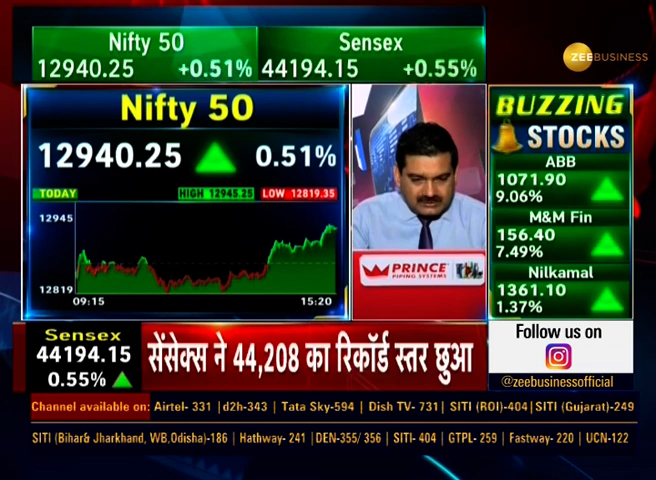 Nifty 50
12940.25 +0.51%
Sensex
44194.15 +0.55%
ZEEBUSINESS
Nifty 50
12940.25 0.51%
TODAY
HIGH 12945.25 LOW 12819.35
12945
12819
09:15 15:20
PRINCE
PIPING SYSTEMS
BUZZING
STOCKS
ABB
1071.90
9.06%
M&M Fin
156.40
7.49%
Nilkamal
1361.10
1.37%
Sensex
44194.15
0.55%
सेंसेक्स ने 44,208 का रिकॉर्ड स्तर छुआ
Follow us on
@zeebusinessofficial
Channel available on: Airtel- 331 |d2h-343 | Tata Sky-594 | Dish TV- 731| SITI (ROI)-404|SITI (Gujarat)-249
SITI (Bihar& Jharkhand, WB,Odisha)-186 | Hathway- 241 |DEN-355/ 356 | SITI- 404 | GTPL- 259 | Fastway- 220 | UCN-122